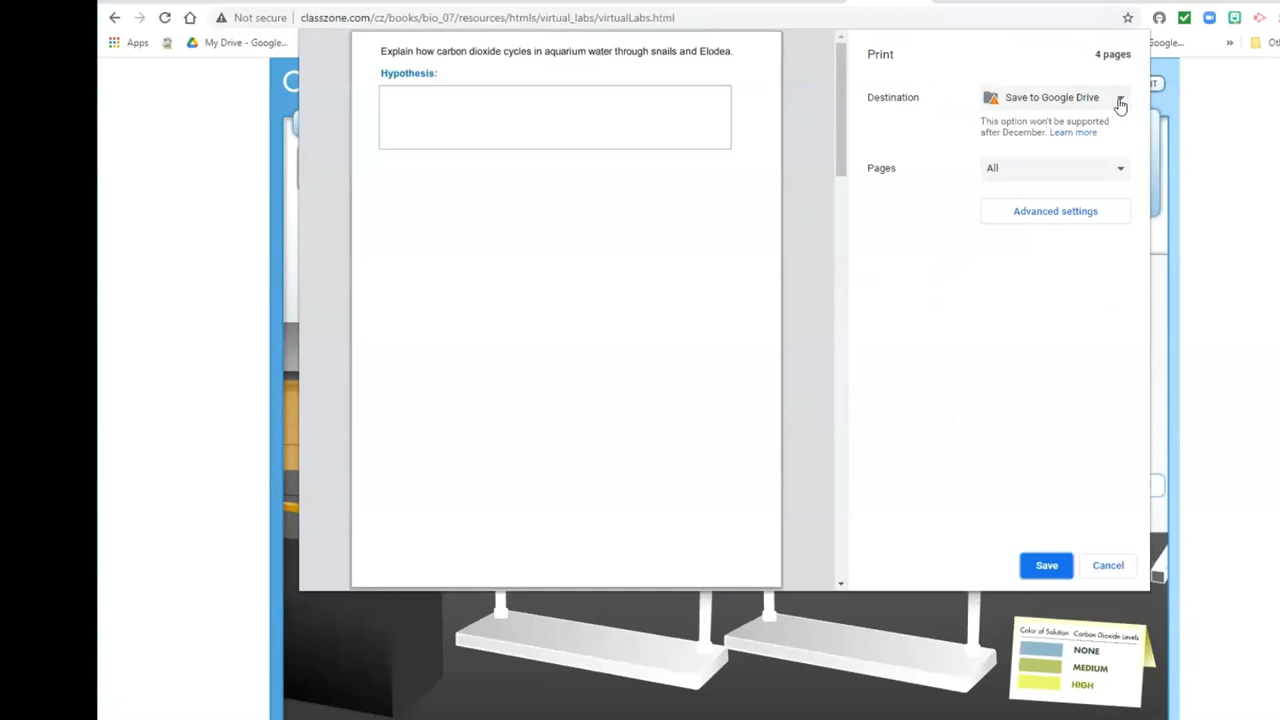 Not secure | classzone.com/cz/books/bio_07/resources/htmls/virtual_labs/virtualLabs.html
Apps
My Drive - Google...
Google...
»
Explain how carbon dioxide cycles in aquarium water through snails and Elodea.
Hypothesis:
Print
4 pages
Destination
Save to Google Drive
This option won't be supported
after December. Learn more
Pages
All
Advanced settings
Save
Cancel
Color of Solution Carbon Dioxide Levels
NONE
MEDIUM
HIGH